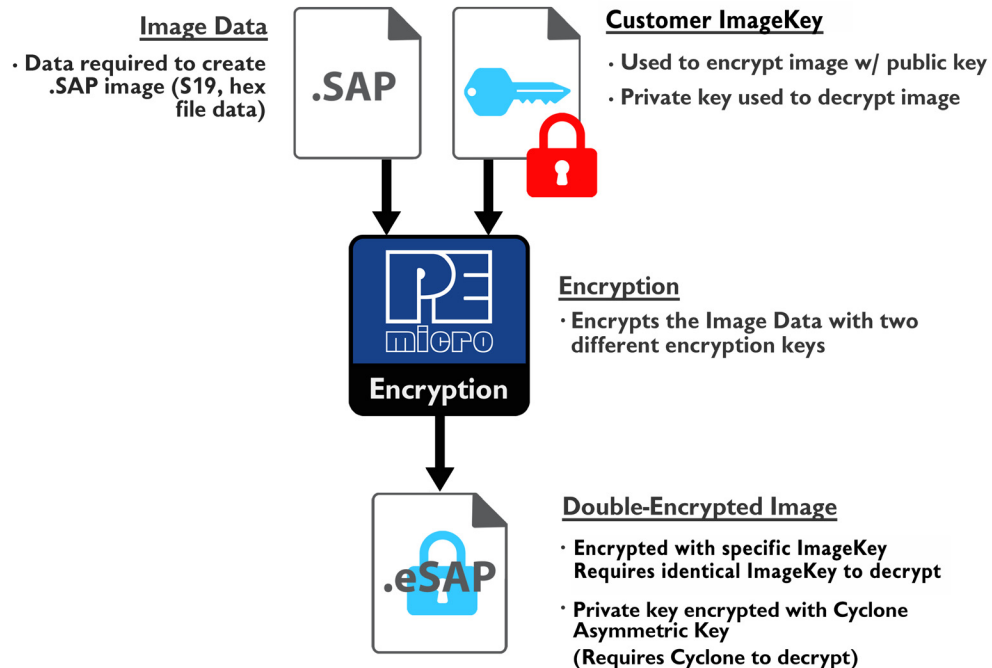 Image Data
· Data required to create
.SAP image (S19, hex
file data)
.SAP
Customer ImageKey
· Used to encrypt image w/ public key
· Private key used to decrypt image
PE
micro
Encryption
Encryption
· Encrypts the Image Data with two
different encryption keys
.eSAP
Double-Encrypted Image
· Encrypted with specific ImageKey
Requires identical ImageKey to decrypt
· Private key encrypted with Cyclone
Asymmetric Key
(Requires Cyclone to decrypt)